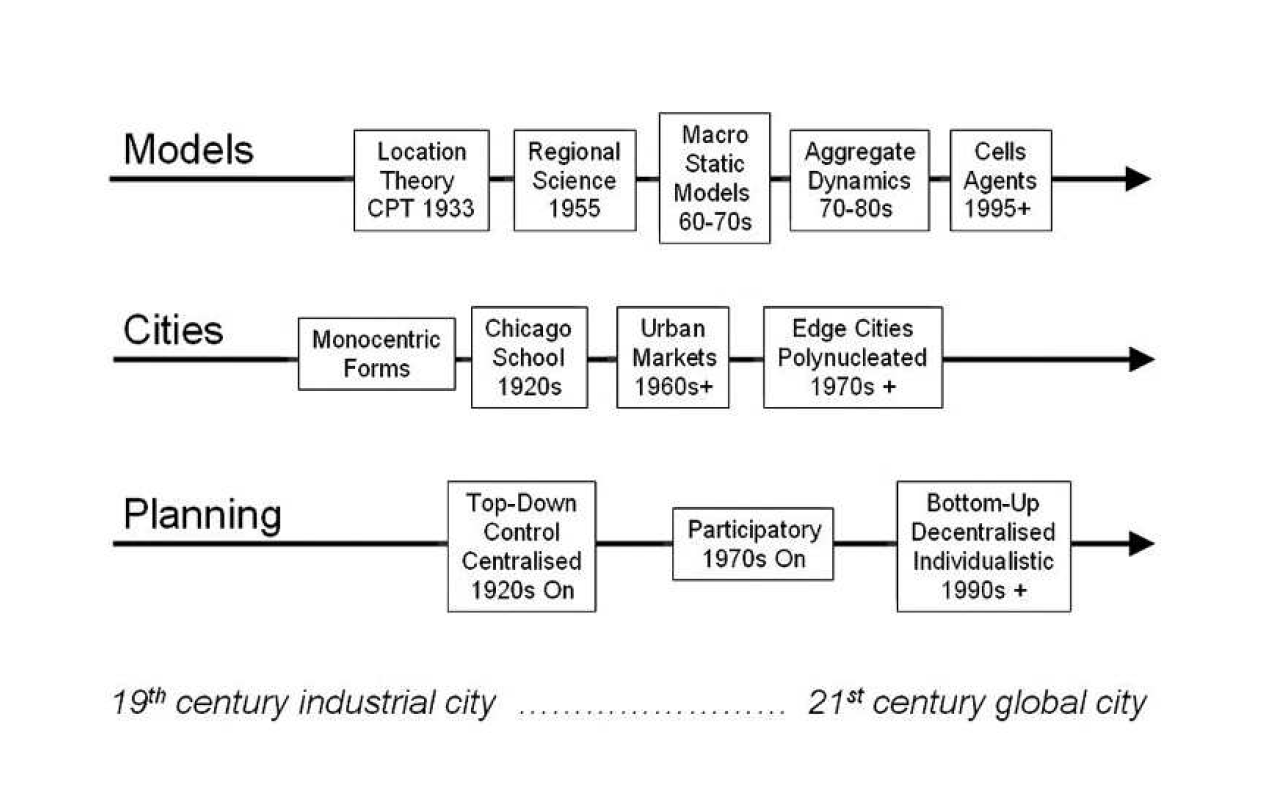 Models
Location
Theory
CPT 1933
Regional
Science
1955
Macro
Static
Models
60-70s
Aggregate
Dynamics
70-80s
Cells
Agents
1995+
Cities
Monocentric
Forms
Chicago
School
1920s
Urban
Markets
1960s+
Edge Cities
Polynucleated
1970s +
Planning
Top-Down
Control
Centralised
1920s On
Participatory
1970s On
Bottom-Up
Decentralised
Individualistic
1990s +
19th century industrial city ........................ 21st century global city